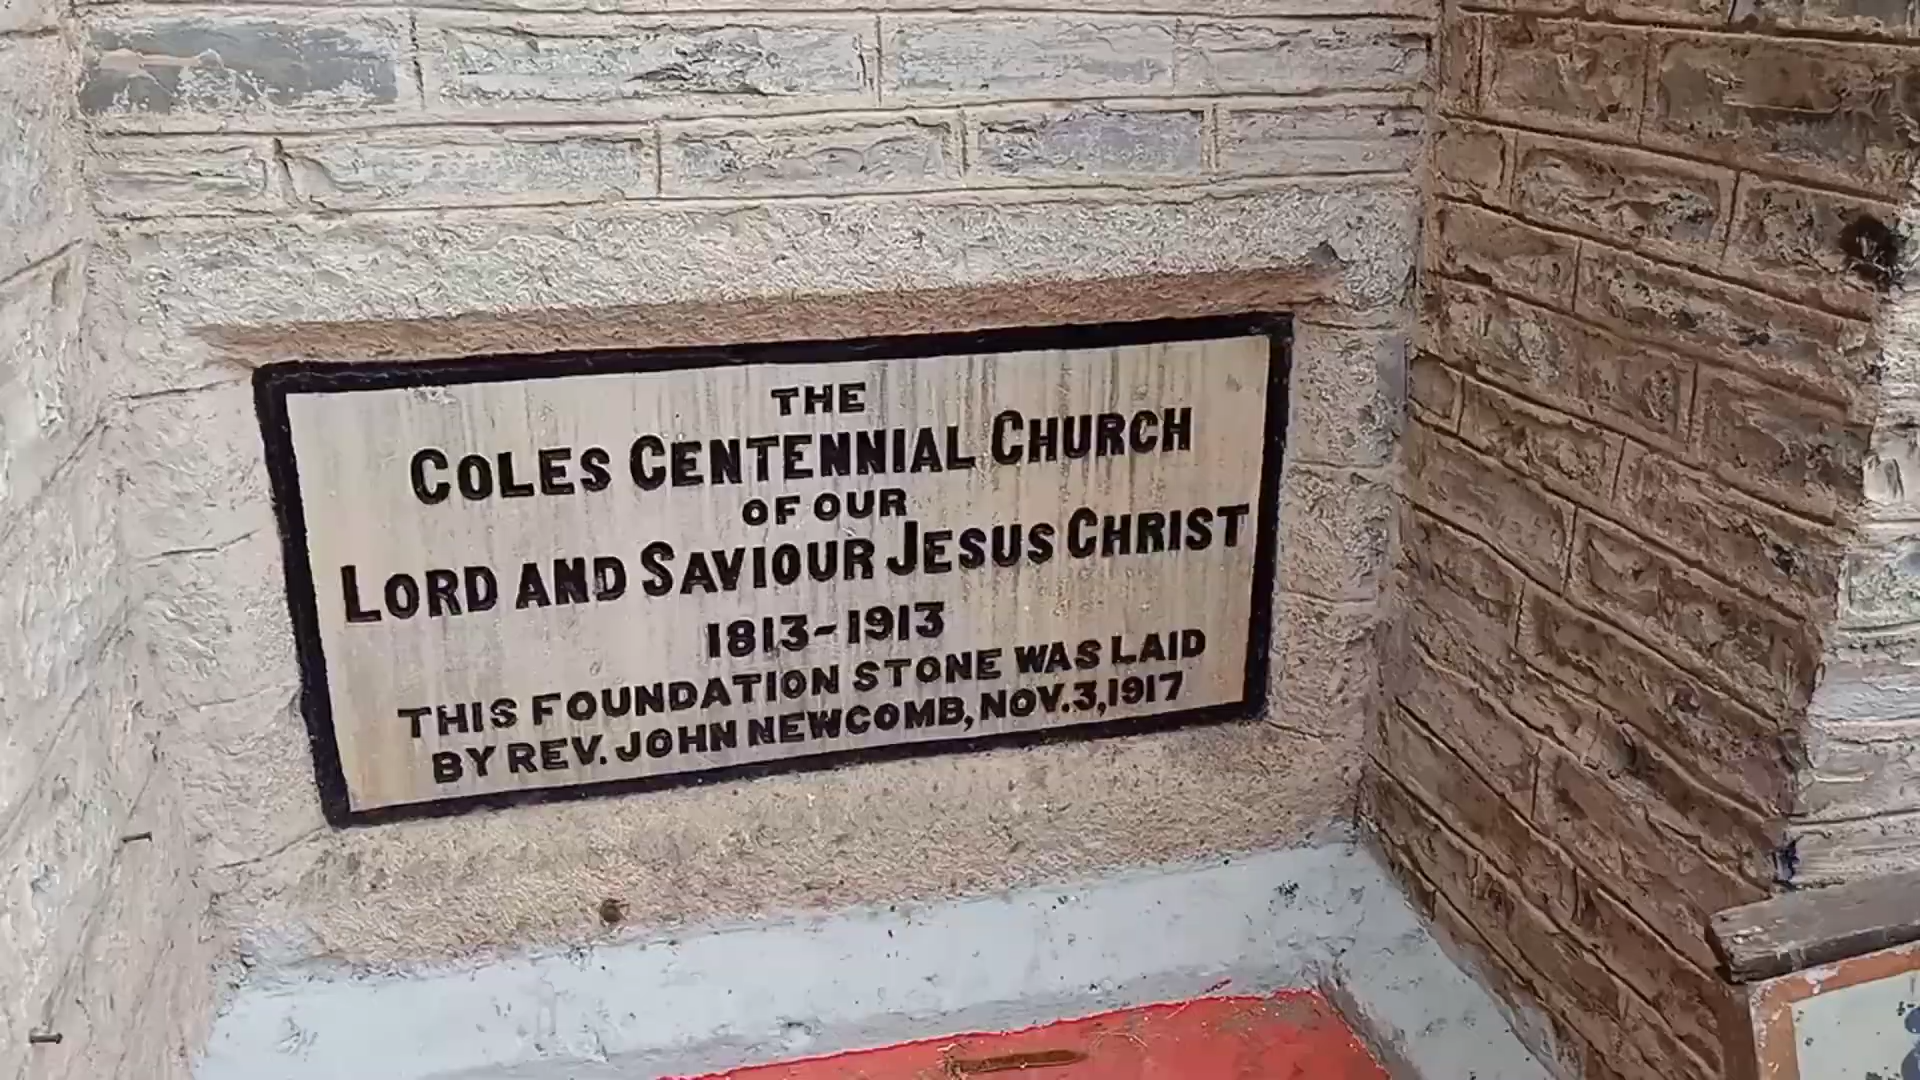 THE
COLES CENTENNIAL CHURCH
OF OUR
LORD AND SAVIOUR JESUS CHRIST
1813-1913
THIS FOUNDATION STONE WAS LAID
BY REV. JOHN NEWCOMB, NOV. 3, 1917